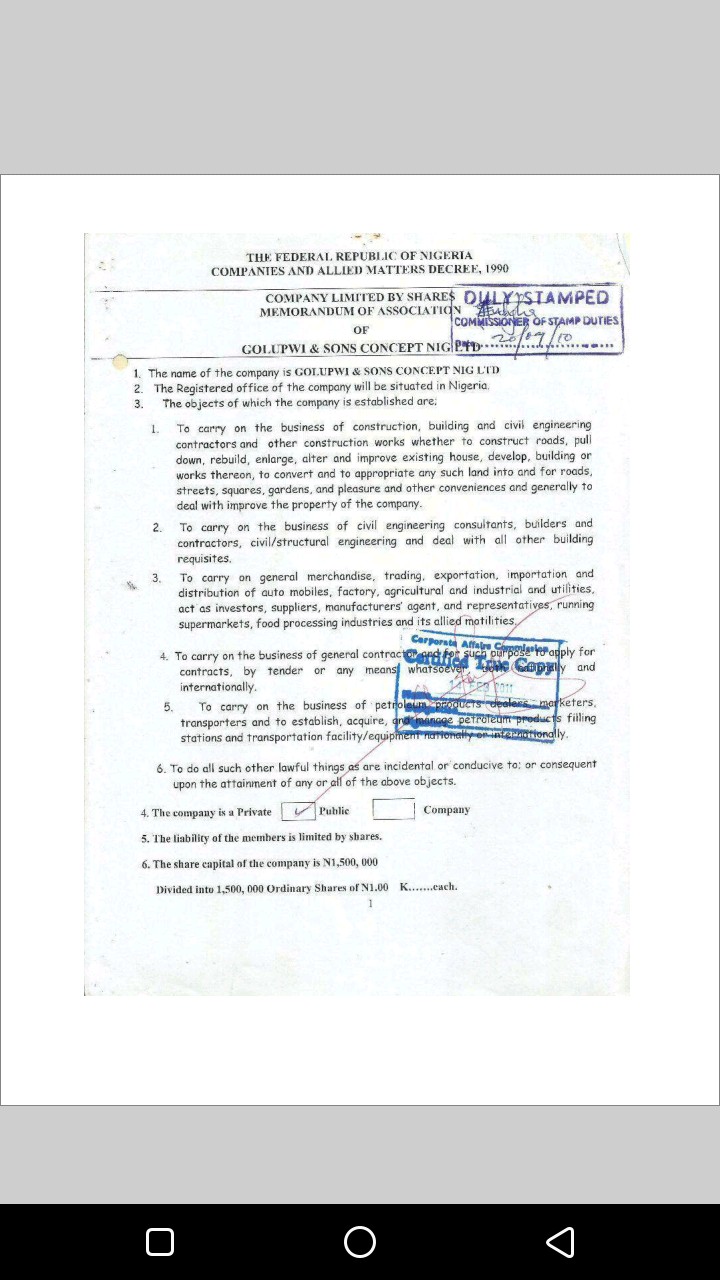 THE FEDERAL REPUBLIC OF NIGERIA
COMPANIES AND ALLIED MATTERS DECREE, 1990
COMPANY LIMITED BY SHARES
MEMORANDUM OF ASSOCIATION
OF
GOLUPWI & SONS CONCEPT NIG LTD
DULY STAMPED
COMMISSIONER OF STAMP DUTIES
20/09/10
1. The name of the company is GOLUPWI & SONS CONCEPT NIG LTD
2. The Registered office of the company will be situated in Nigeria.
3. The objects of which the company is established are;
1. To carry on the business of construction, building and civil engineering
contractors and other construction works whether to construct roads, pull
down, rebuild, enlarge, alter and improve existing house, develop, building or
works thereon, to convert and to appropriate any such land into and for roads,
streets, squares, gardens, and pleasure and other conveniences and generally to
deal with improve the property of the company.
2. To carry on the business of civil engineering consultants, builders and
contractors, civil/structural engineering and deal with all other building
requisites.
3. To carry on general merchandise, trading, exportation, importation and
distribution of auto mobiles, factory, agricultural and industrial and utilities,
act as investors, suppliers, manufacturers' agent, and representatives, running
supermarkets, food processing industries and its allied motilities.
Corporate Affairs Commission
Certified True Copy
FEB 2011
4. To carry on the business of general contractor and for such purpose to apply for
contracts, by tender or any means whatsoever, both nationally and
internationally.
5. To carry on the business of petroleum products dealers, marketers,
transporters and to establish, acquire, and manage petroleum products filling
stations and transportation facility/equipment nationally or internationally.
6. To do all such other lawful things as are incidental or conducive to; or consequent
upon the attainment of any or all of the above objects.
4. The company is a Private Public Company
5. The liability of the members is limited by shares.
6. The share capital of the company is N1,500, 000
Divided into 1,500, 000 Ordinary Shares of N1.00 K.......each.
1